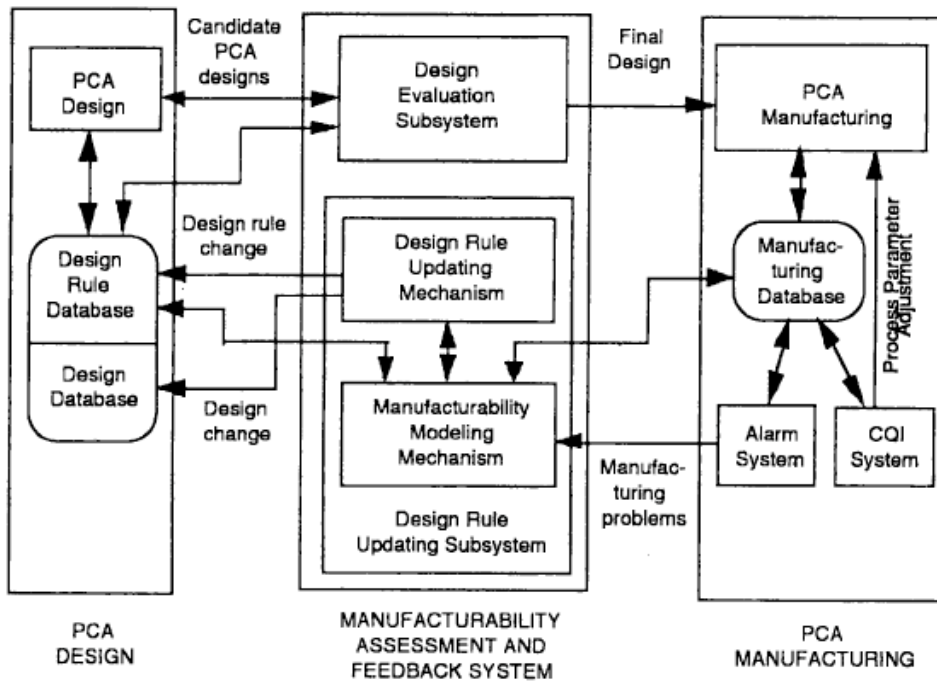 Candidate
PCA
designs
Final
Design
PCA
Design
Design
Evaluation
Subsystem
PCA
Manufacturing
Design rule
change
Design
Rule
Database
Design Rule
Updating
Mechanism
Manufac-
turing
Database
Process Parameter
Adjustment
Design
Database
Design
change
Manufacturability
Modeling
Mechanism
Alarm
System
CQI
System
Manufac-
turing
problems
Design Rule
Updating Subsystem
PCA
DESIGN
MANUFACTURABILITY
ASSESSMENT AND
FEEDBACK SYSTEM
PCA
MANUFACTURING